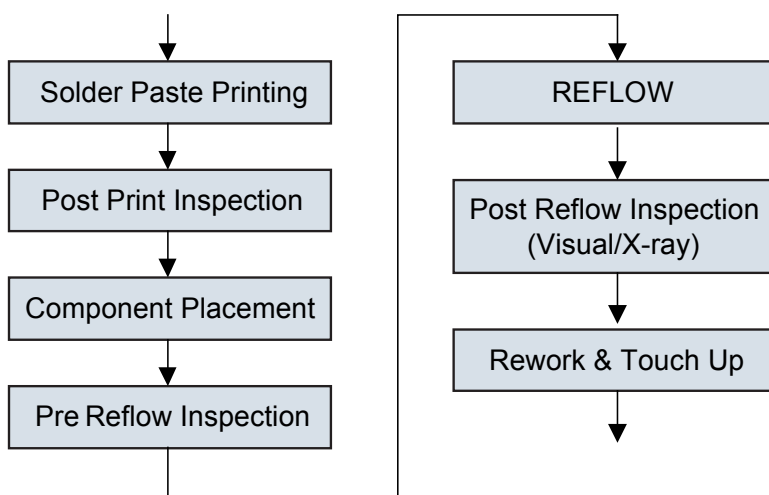 Solder Paste Printing
Post Print Inspection
Component Placement
Pre Reflow Inspection
REFLOW
Post Reflow Inspection
(Visual/X-ray)
Rework & Touch Up